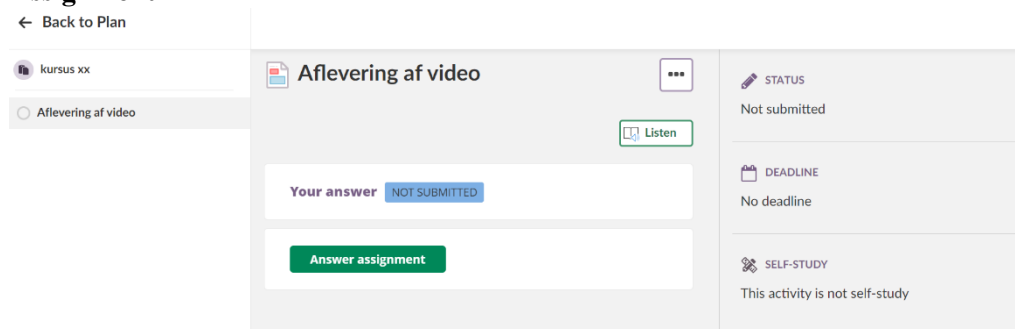 ← Back to Plan
kursus xx
Aflevering af video
Aflevering af video
Listen
Your answer NOT SUBMITTED
Answer assignment
STATUS
Not submitted
DEADLINE
No deadline
SELF-STUDY
This activity is not self-study